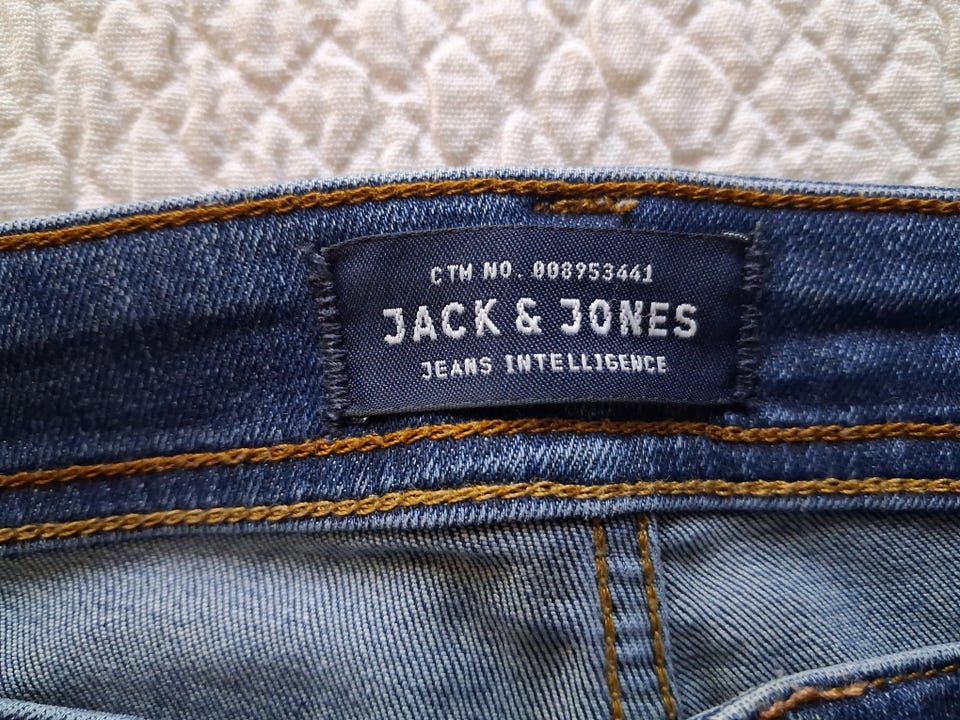 CTM NO. 008953441
JACK & JONES
JEANS INTELLIGENCE